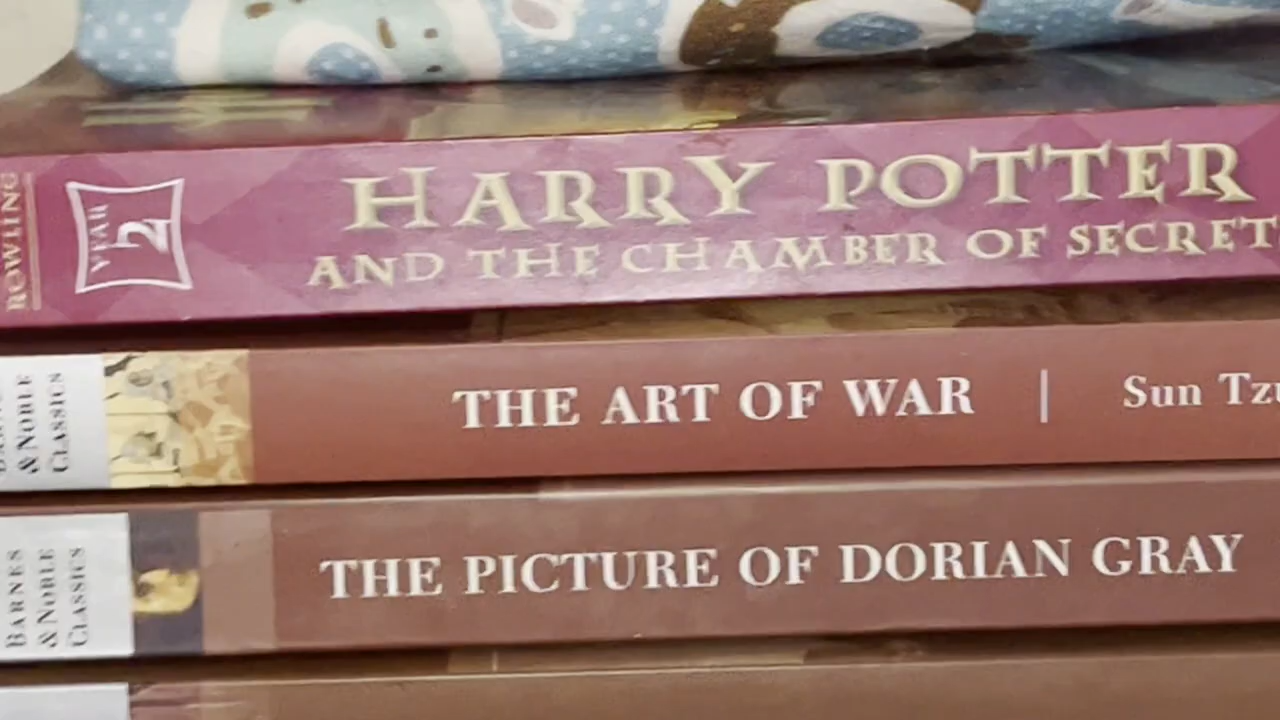 ROWLING
YEAR
2
HARRY POTTER
AND THE CHAMBER OF SECRET
& NOBLE
CLASSICS
THE ART OF WAR | Sun Tzu
BARNES
& NOBLE
CLASSICS
THE PICTURE OF DORIAN GRAY